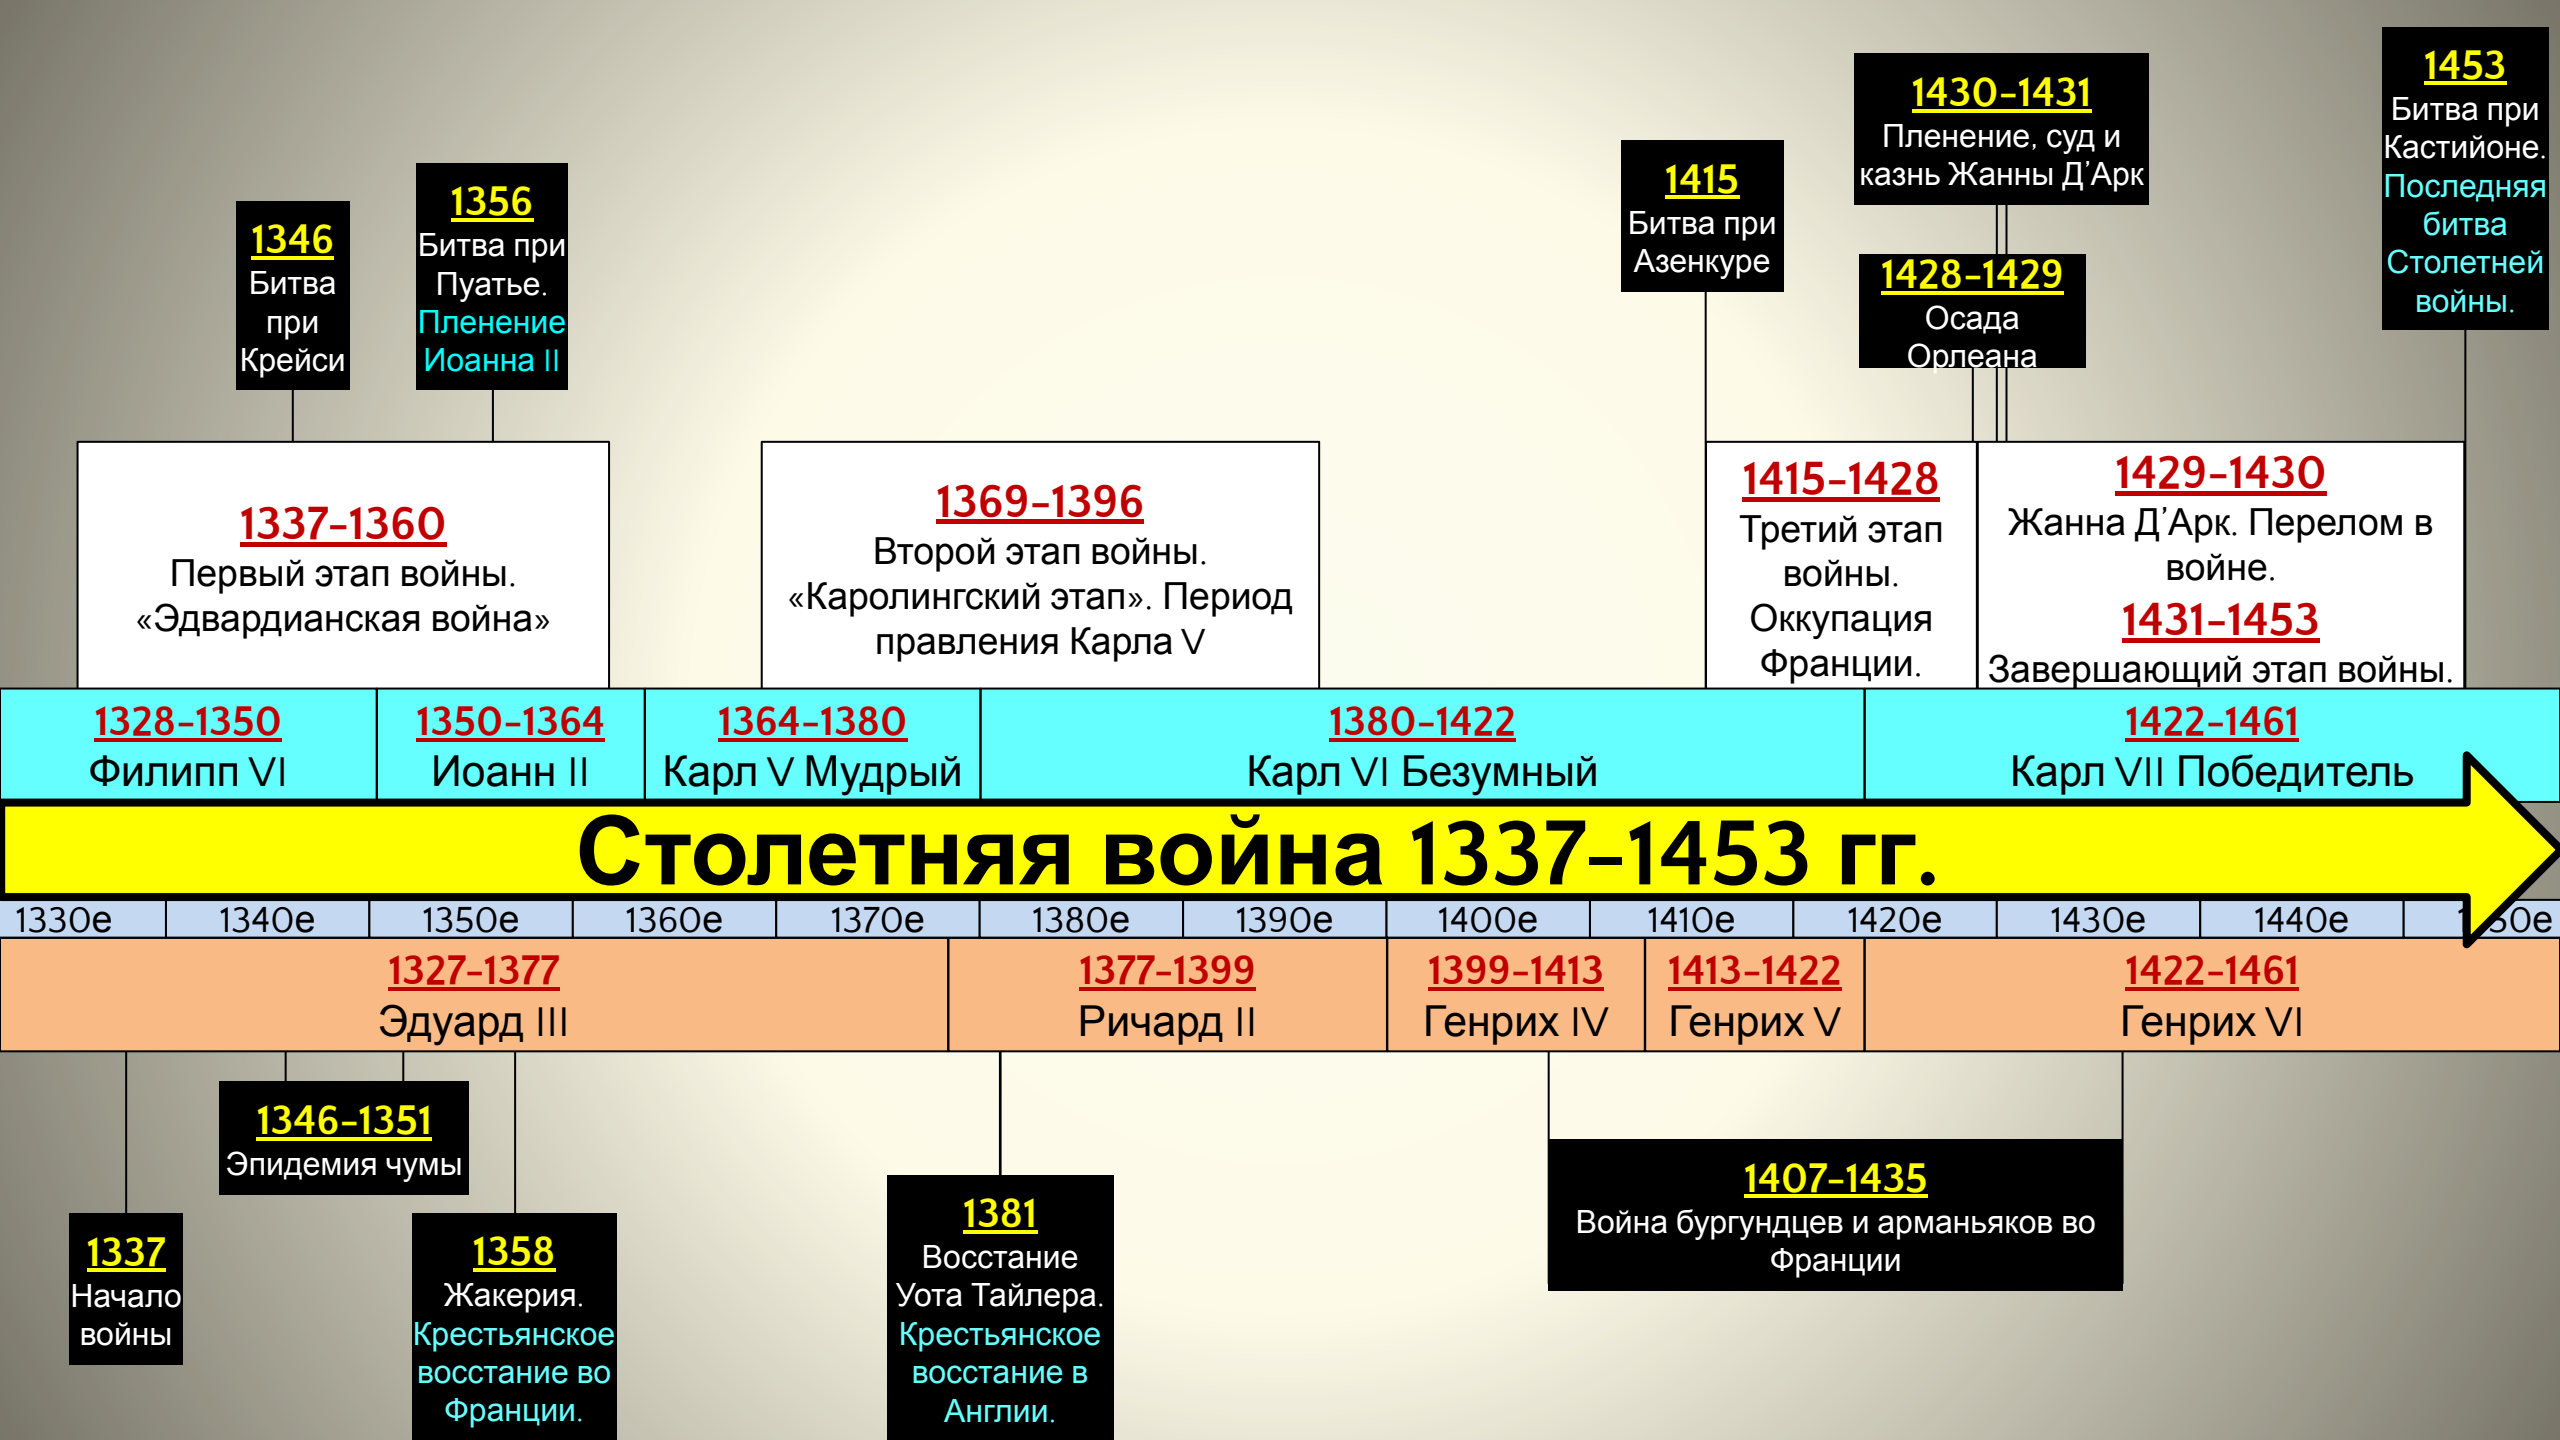 1453
Битва при
Кастийоне.
Последняя
битва
Столетней
войны.
1430-1431
Пленение, суд и
казнь Жанны Д’Арк
1415
Битва при
Азенкуре
1356
Битва при
Пуатье.
Пленение
Иоанна II
1346
Битва
при
Крейси
1428-1429
Осада
Орлеана
1337-1360
Первый этап войны.
«Эдвардианская война»
1369-1396
Второй этап войны.
«Каролингский этап». Период
правления Карла V
1415-1428
Третий этап
войны.
Оккупация
Франции.
1429-1430
Жанна Д’Арк. Перелом в
войне.
1431-1453
Завершающий этап войны.
1328-1350
Филипп VI
1350-1364
Иоанн II
1364-1380
Карл V Мудрый
1380-1422
Карл VI Безумный
1422-1461
Карл VII Победитель
Столетняя война 1337-1453 гг.
1330е 1340е 1350е 1360е 1370е 1380е 1390е 1400е 1410е 1420е 1430е 1440е
1327-1377
Эдуард III
1377-1399
Ричард II
1399-1413
Генрих IV
1413-1422
Генрих V
1422-1461
Генрих VI
1346-1351
Эпидемия чумы
1337
Начало
войны
1358
Жакерия.
Крестьянское
восстание во
Франции.
1381
Восстание
Уота Тайлера.
Крестьянское
восстание в
Англии.
1407-1435
Война бургундцев и арманьяков во
Франции